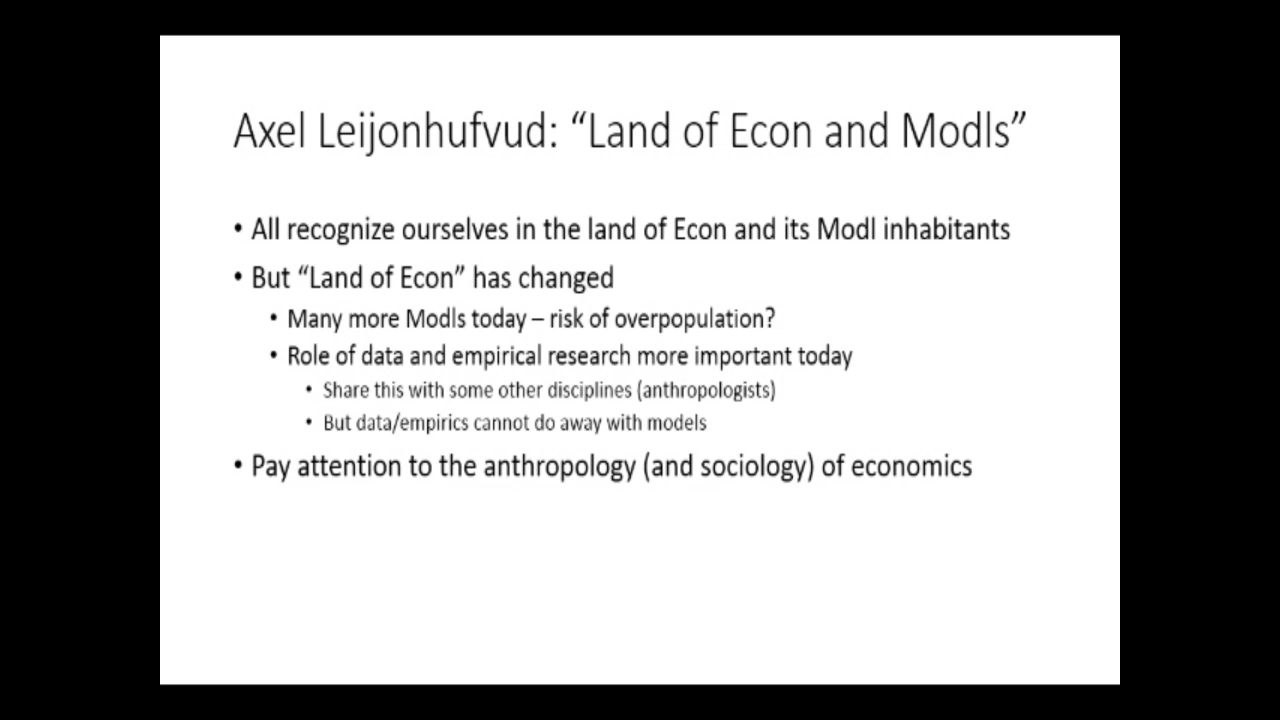 Axel Leijonhufvud: “Land of Econ and Modls”
• All recognize ourselves in the land of Econ and its Modl inhabitants
• But “Land of Econ” has changed
• Many more Modls today – risk of overpopulation?
• Role of data and empirical research more important today
• Share this with some other disciplines (anthropologists)
• But data/empirics cannot do away with models
• Pay attention to the anthropology (and sociology) of economics